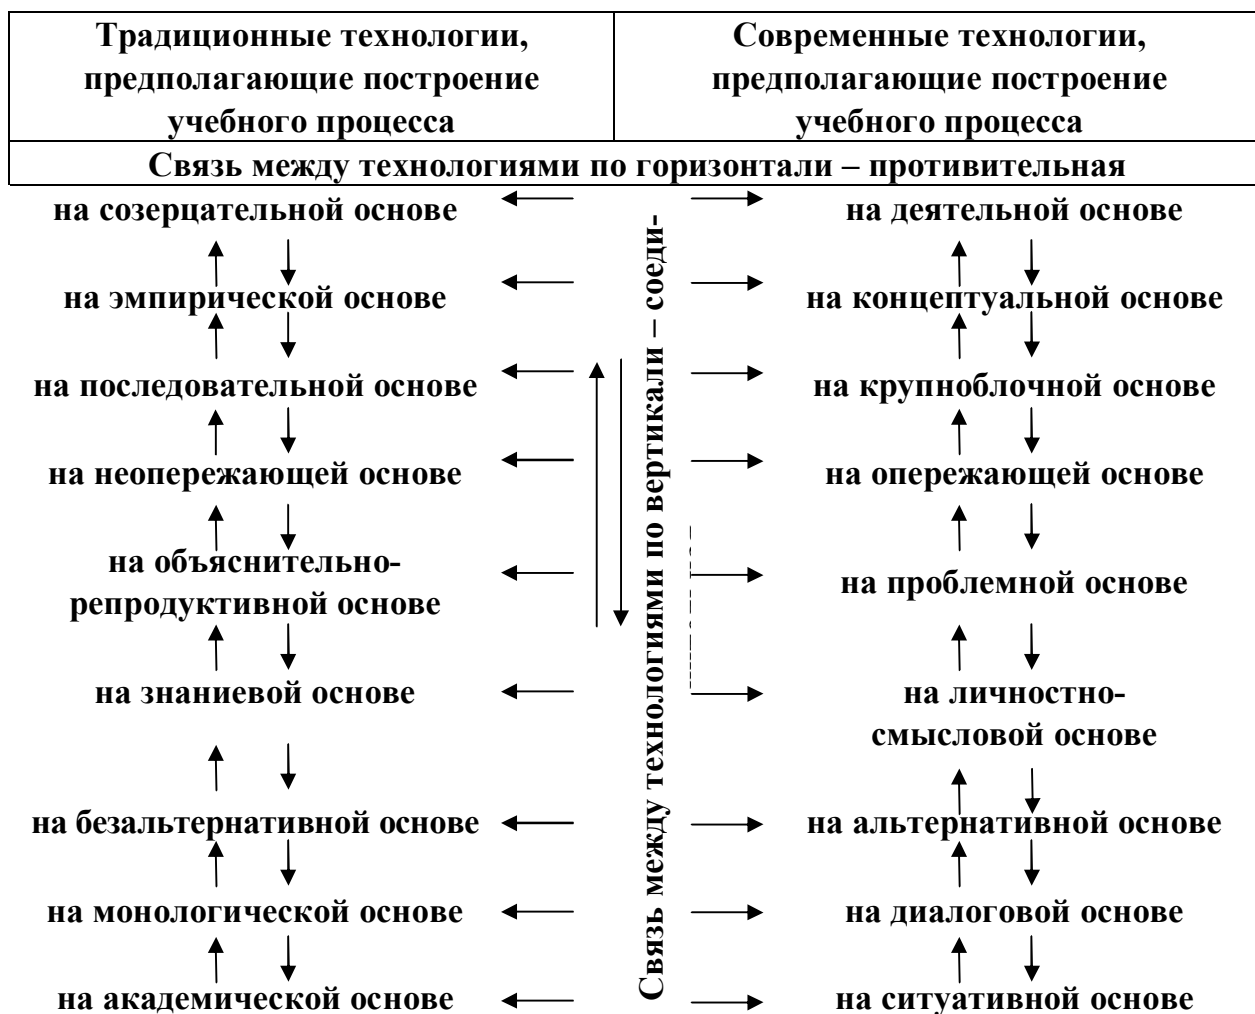 Традиционные технологии,
предполагающие построение
учебного процесса
Современные технологии,
предполагающие построение
учебного процесса
Связь между технологиями по горизонтали – противительная
на созерцательной основе
на деятельной основе
на эмпирической основе
на концептуальной основе
на последовательной основе
на крупноблочной основе
на неопережающей основе
на опережающей основе
на объяснительно-
репродуктивной основе
на проблемной основе
на знаниевой основе
на личностно-
смысловой основе
на безальтернативной основе
на альтернативной основе
на монологической основе
на диалоговой основе
на академической основе
на ситуативной основе
Связь между технологиями по вертикали – соеди-